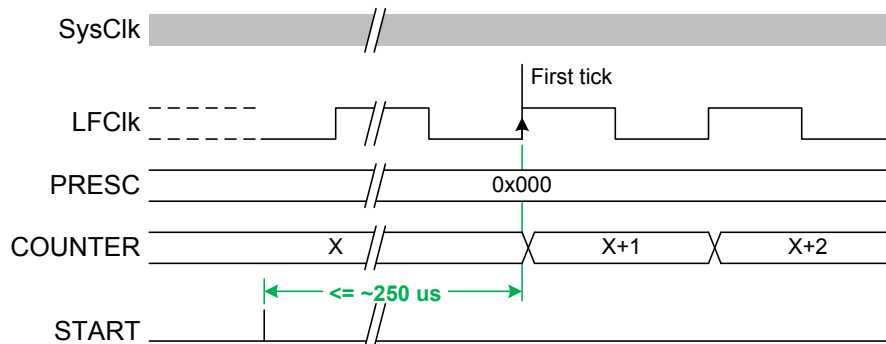 SysClk
First tick
LFClk
PRESC
0x000
COUNTER
X
X+1
X+2
<= ~250 us
START